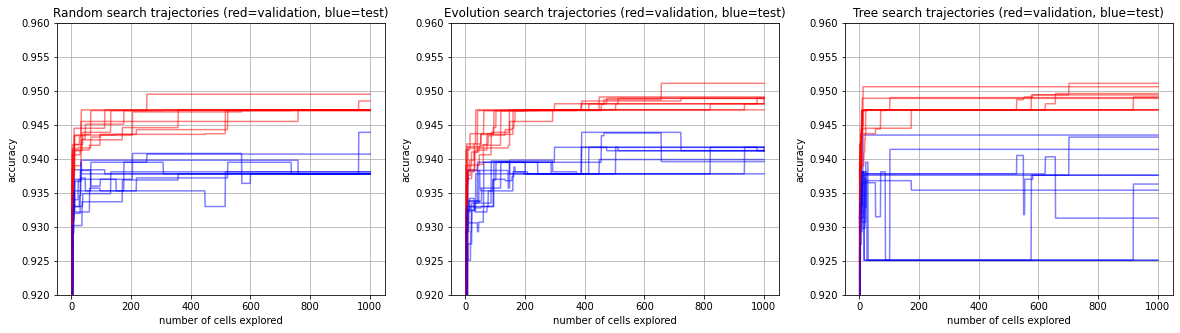 Random search trajectories (red=validation, blue=test)
0.960
0.955
0.950
0.945
0.940
0.935
0.930
0.925
0.920
accuracy
0 200 400 600 800 1000
number of cells explored
Evolution search trajectories (red=validation, blue=test)
0.960
0.955
0.950
0.945
0.940
0.935
0.930
0.925
0.920
accuracy
0 200 400 600 800 1000
number of cells explored
Tree search trajectories (red=validation, blue=test)
0.960
0.955
0.950
0.945
0.940
0.935
0.930
0.925
0.920
accuracy
0 200 400 600 800 1000
number of cells explored